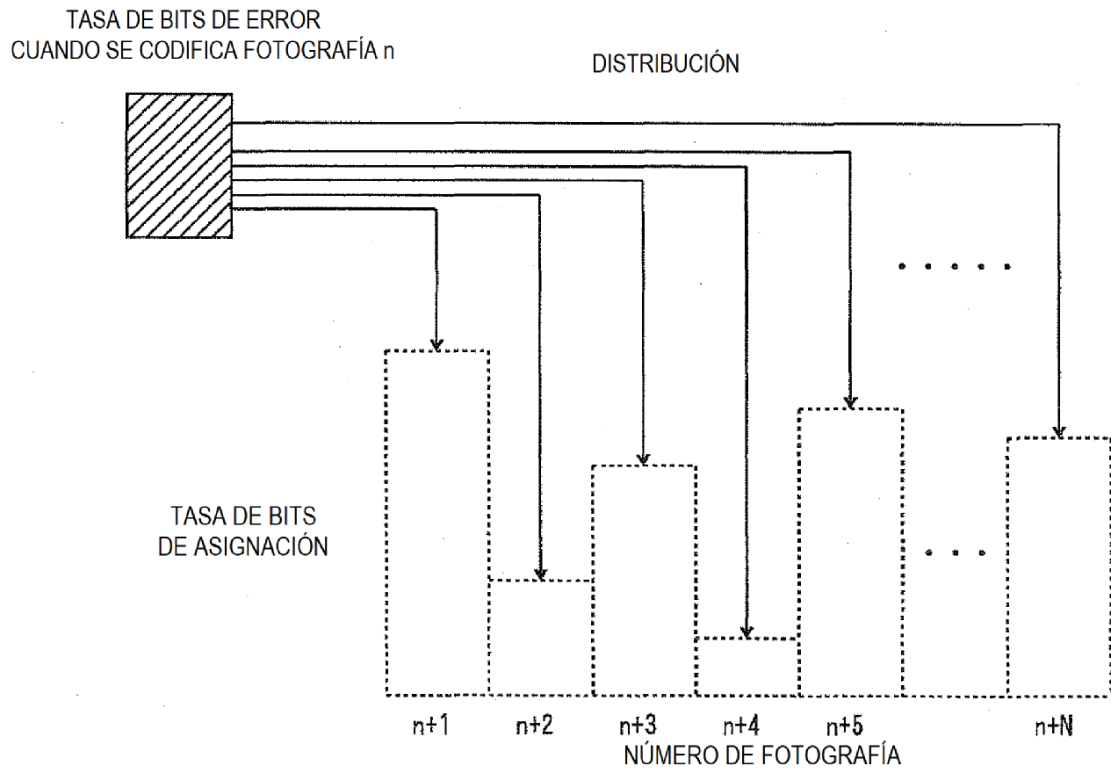 TASA DE BITS DE ERROR
CUANDO SE CODIFICA FOTOGRAFÍA n
DISTRIBUCIÓN
TASA DE BITS
DE ASIGNACIÓN
n+1 n+2 n+3 n+4 n+5 n+N
NÚMERO DE FOTOGRAFÍA